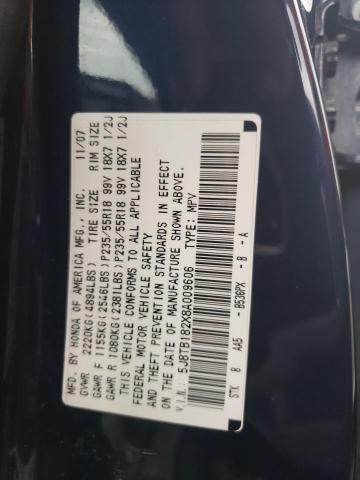 MFD. BY HONDA OF AMERICA MFG., INC. 11/07
GVWR 2220KG(4894LBS) TIRE SIZE RIM SIZE
GAWR F 1155KG(2546LBS)P235/55R18 99V 18X7 1/2J
GAWR R 1080KG(2381LBS)P235/55R18 99V 18X7 1/2J
THIS VEHICLE CONFORMS TO ALL APPLICABLE
FEDERAL MOTOR VEHICLE SAFETY
AND THEFT PREVENTION STANDARDS IN EFFECT
ON THE DATE OF MANUFACTURE SHOWN ABOVE.
V.I.N.: 5J8TB182X8A009606 TYPE: MPV
STK 8 AA5 - B536PX - B - A